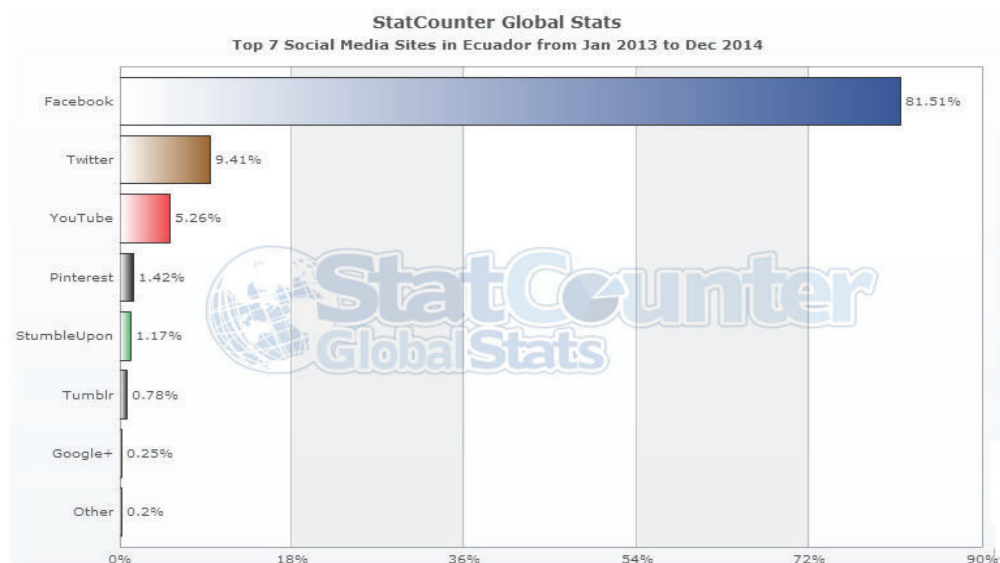 StatCounter Global Stats
Top 7 Social Media Sites in Ecuador from Jan 2013 to Dec 2014
Facebook 81.51%
Twitter 9.41%
YouTube 5.26%
Pinterest 1.42%
StatCounter
StumbleUpon 1.17%
GlobalStats
Tumblr 0.78%
Google+ 0.25%
Other 0.2%
0% 18% 36% 54% 72% 90%